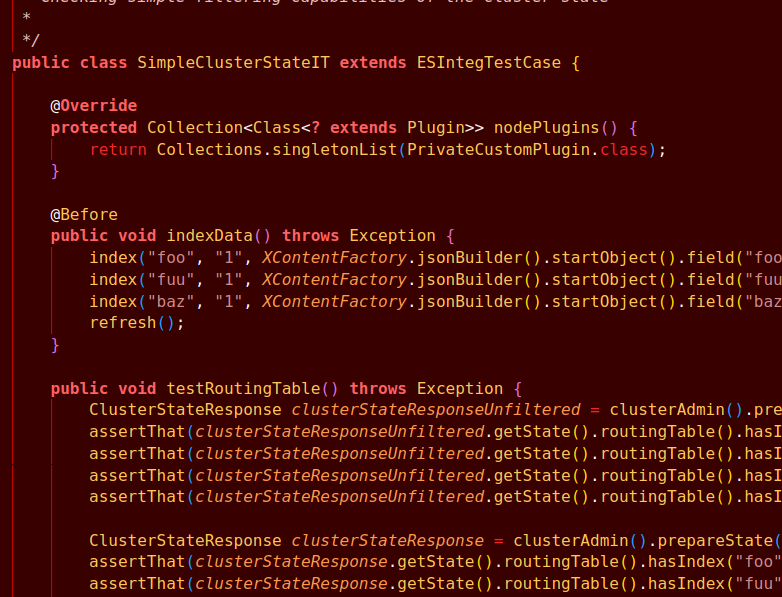 * Checking simple filtering capabilities of the cluster state
 *
 */
public class SimpleClusterStateIT extends ESIntegTestCase {

    @Override
    protected Collection<Class<? extends Plugin>> nodePlugins() {
        return Collections.singletonList(PrivateCustomPlugin.class);
    }

    @Before
    public void indexData() throws Exception {
        index("foo", "1", XContentFactory.jsonBuilder().startObject().field("foo
        index("fuu", "1", XContentFactory.jsonBuilder().startObject().field("fuu
        index("baz", "1", XContentFactory.jsonBuilder().startObject().field("baz
        refresh();
    }

    public void testRoutingTable() throws Exception {
        ClusterStateResponse clusterStateResponseUnfiltered = clusterAdmin().pre
        assertThat(clusterStateResponseUnfiltered.getState().routingTable().hasI
        assertThat(clusterStateResponseUnfiltered.getState().routingTable().hasI
        assertThat(clusterStateResponseUnfiltered.getState().routingTable().hasI
        assertThat(clusterStateResponseUnfiltered.getState().routingTable().hasI

        ClusterStateResponse clusterStateResponse = clusterAdmin().prepareState(
        assertThat(clusterStateResponse.getState().routingTable().hasIndex("foo"
        assertThat(clusterStateResponse.getState().routingTable().hasIndex("fuu"